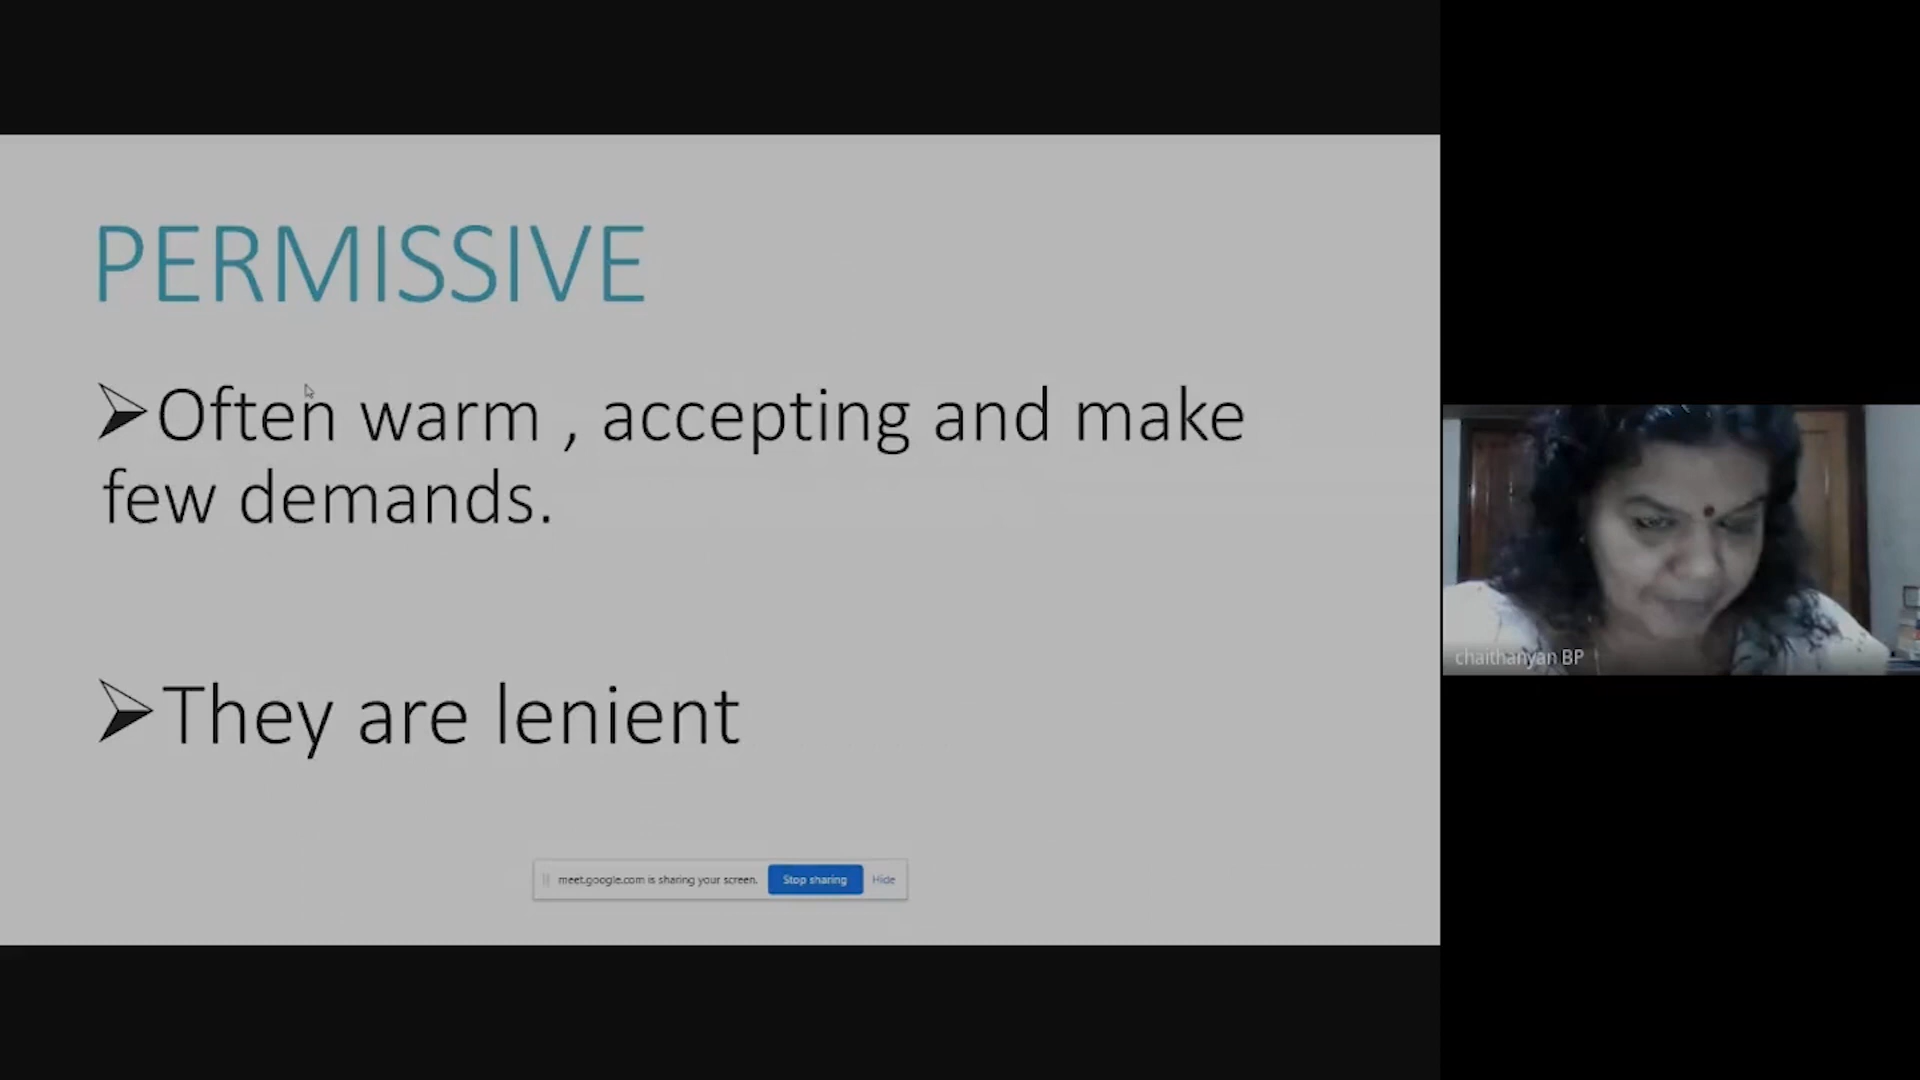 PERMISSIVE
➢Often warm , accepting and make
few demands.
➢They are lenient
meet.google.com is sharing your screen. Stop sharing Hide
chaithanyan BP